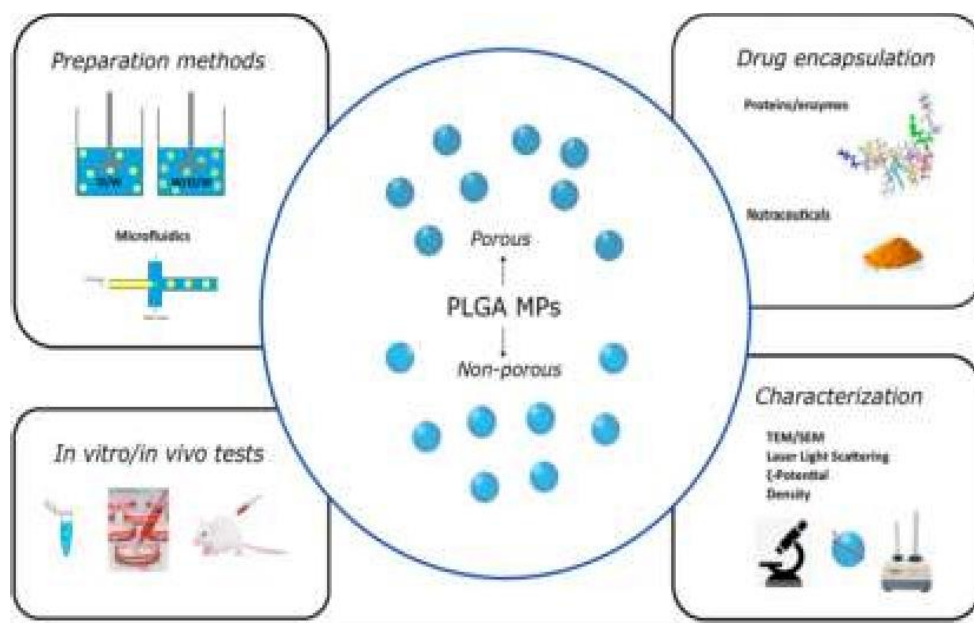 Preparation methods
O/W
W/O/W
Microfluidics
Drug encapsulation
Proteins/enzymes
Nutraceuticals
Porous
PLGA MPs
Non-porous
In vitro/in vivo tests
Characterization
TEM/SEM
Laser Light Scattering
ξ-Potential
Density